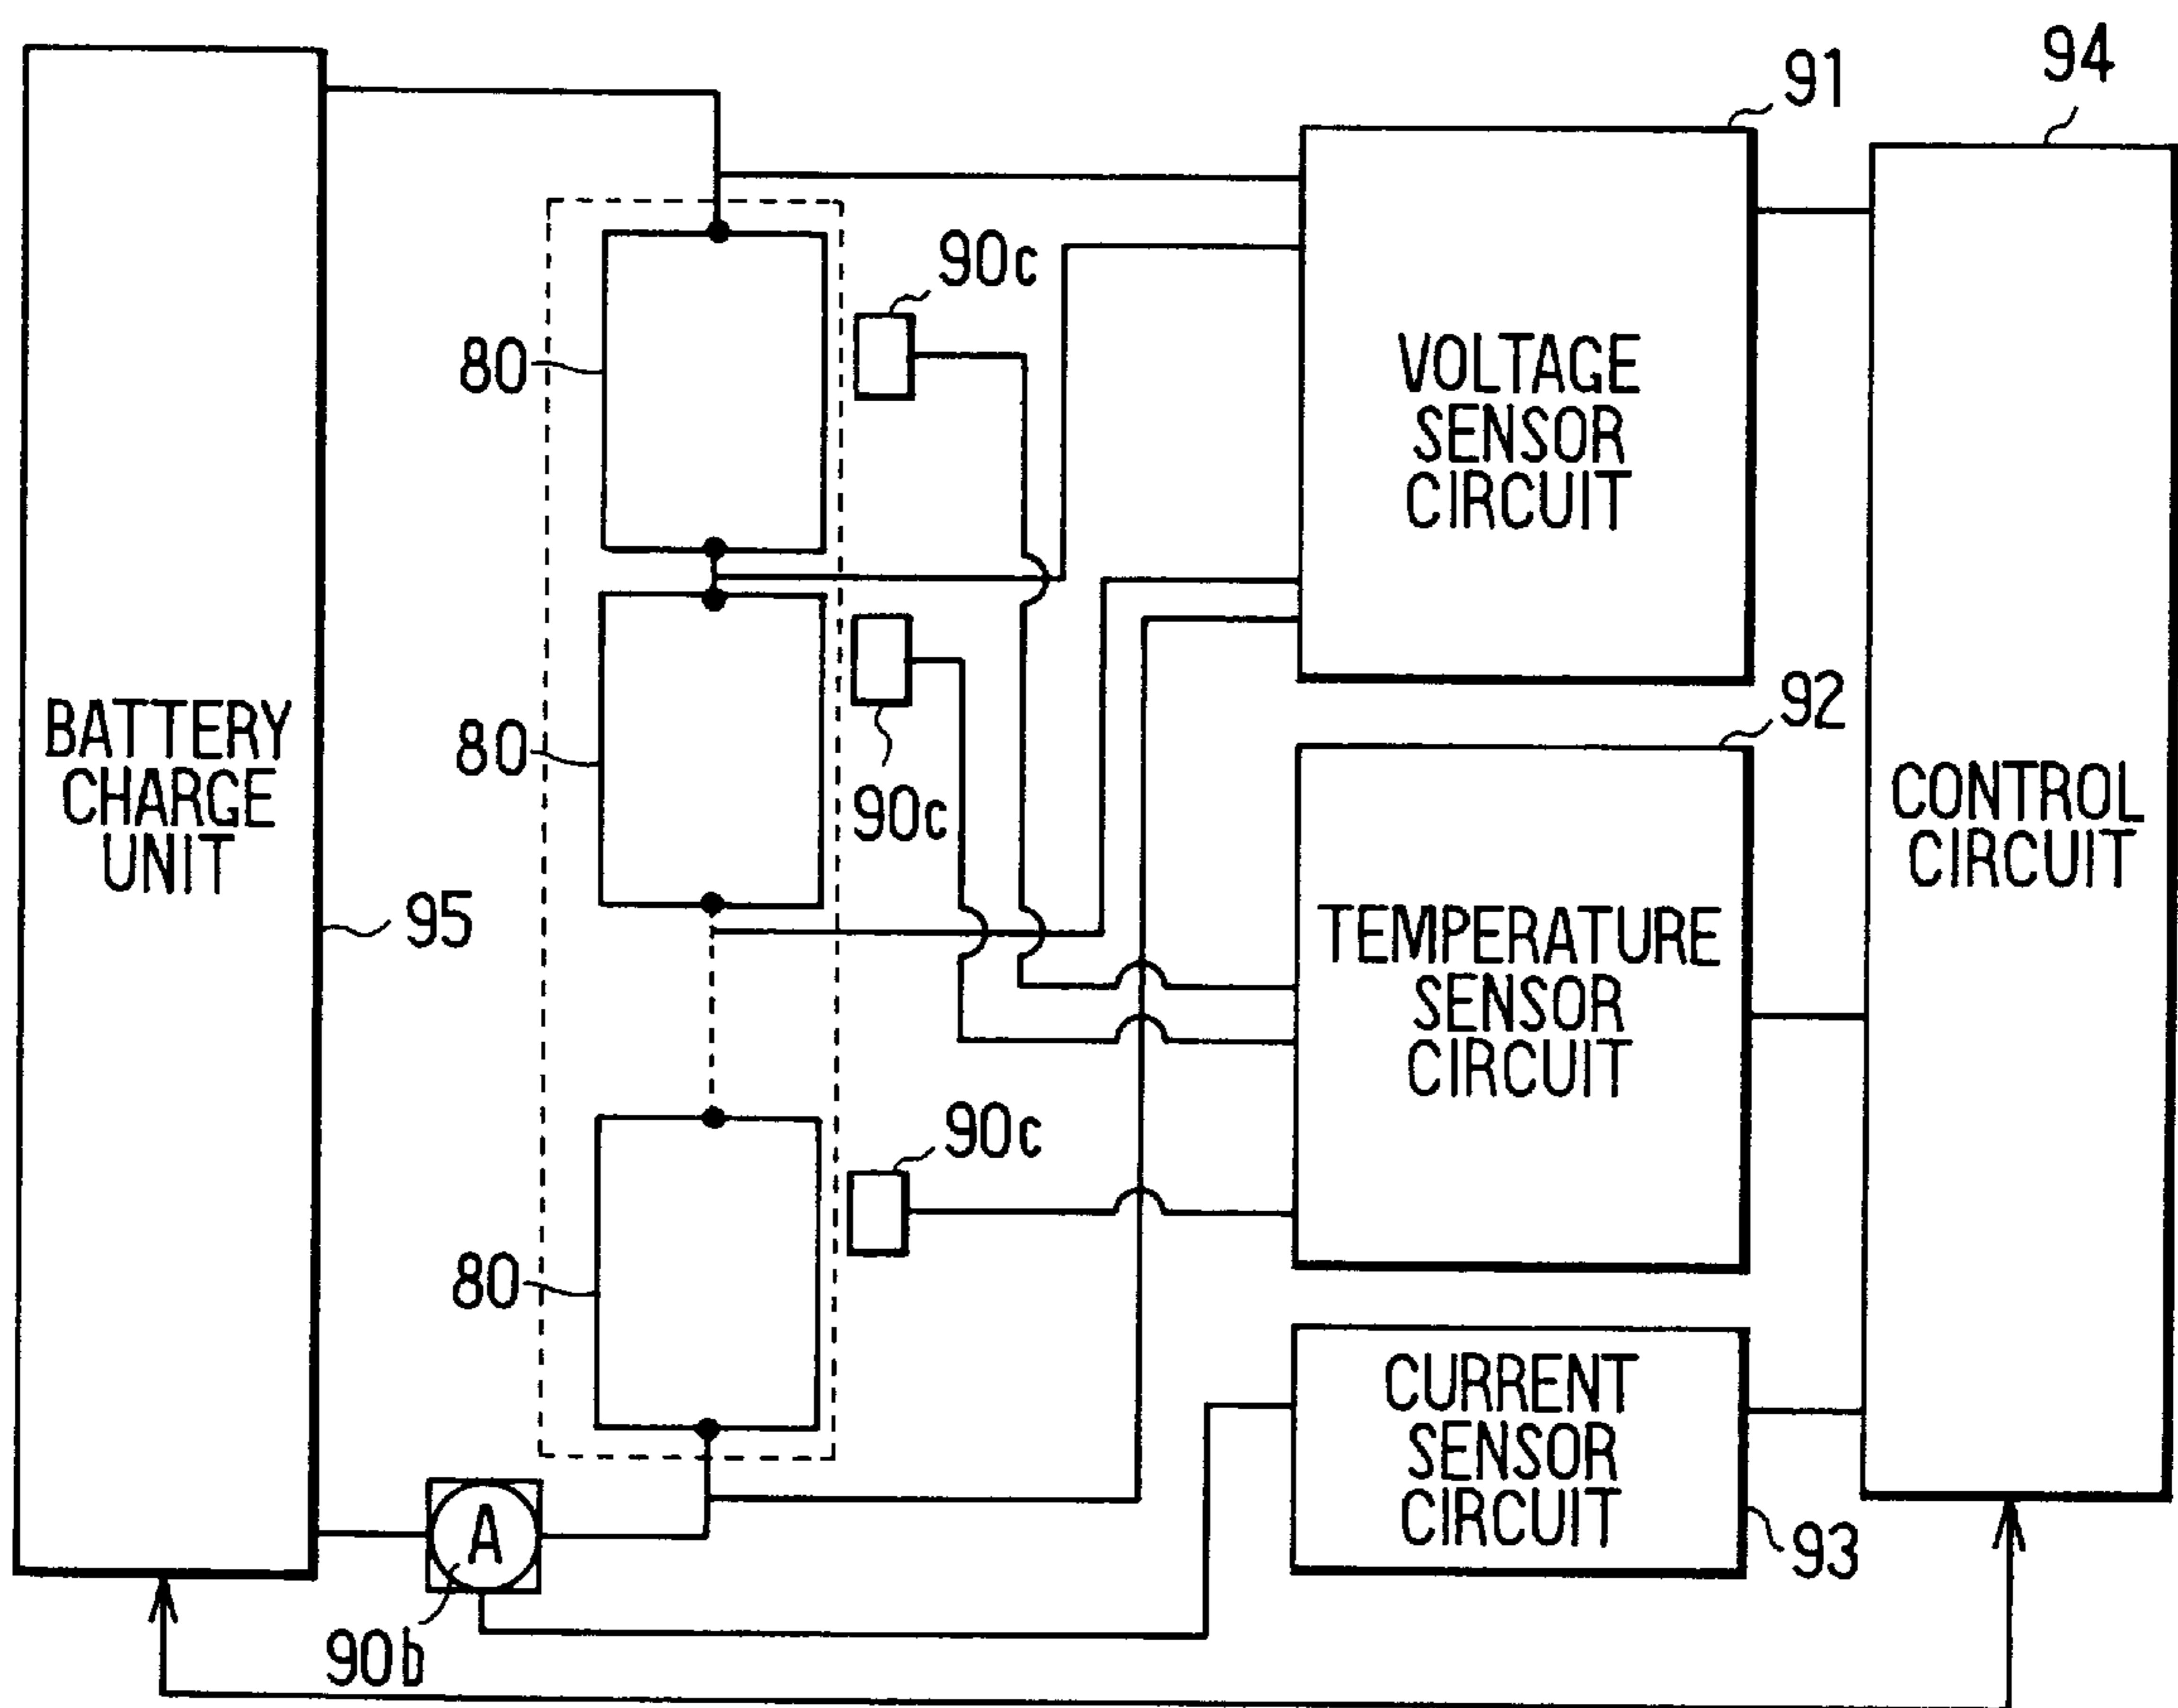 94
91
90c
80
VOLTAGE
SENSOR
CIRCUIT
92
BATTERY
CHARGE
UNIT
80
90c
CONTROL
CIRCUIT
95
TEMPERATURE
SENSOR
CIRCUIT
90c
80
CURRENT
SENSOR
CIRCUIT
A
93
90b